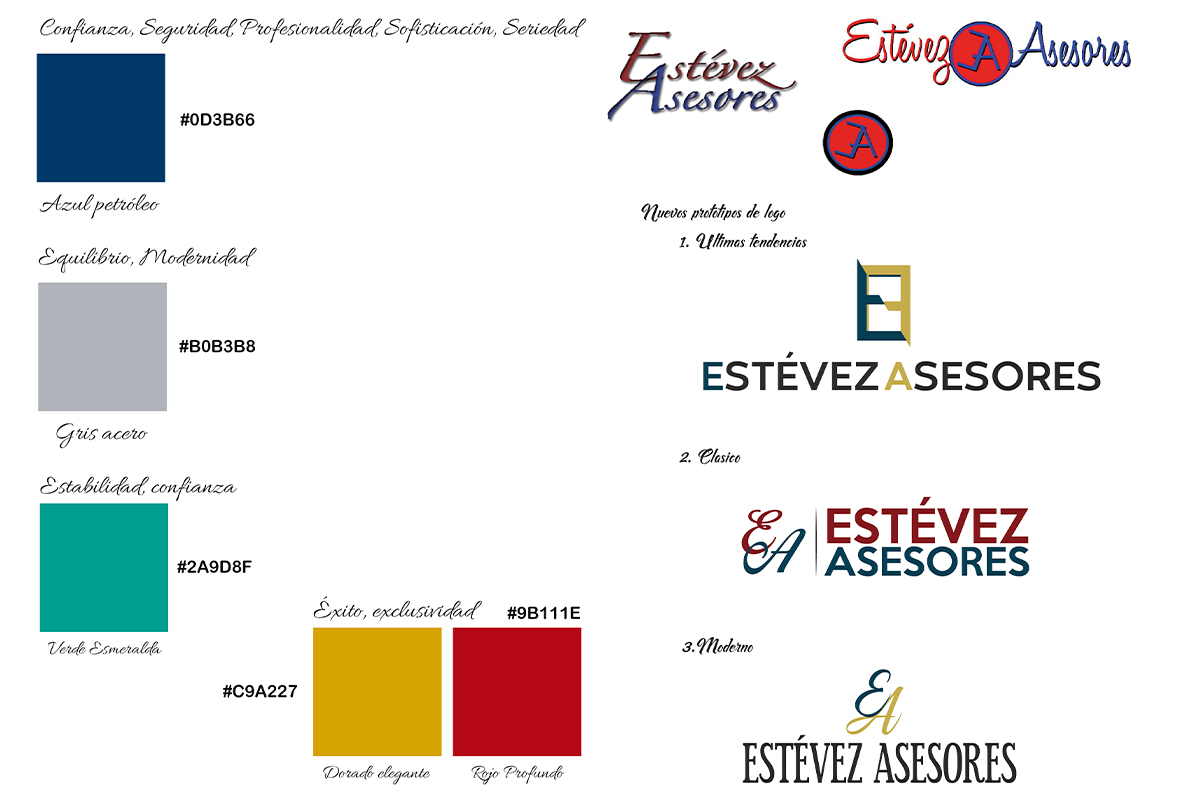 Confianza, Seguridad, Profesionalidad, Sofisticación, Seriedad
#0D3B66
Azul petróleo
Equilibrio, Modernidad
#B0B3B8
Gris acero
Estabilidad, confianza
#2A9D8F
Verde Esmeralda
Éxito, exclusividad
#9B111E
#C9A227
Dorado elegante
Rojo Profundo
Estévez
Asesores
Estévez EA Asesores
EA
Nuevos prototipos de logo
1. Ultimas tendencias
ESTÉVEZ ASESORES
2. Clasico
EA
ESTÉVEZ
ASESORES
3.Moderno
EA
ESTÉVEZ ASESORES